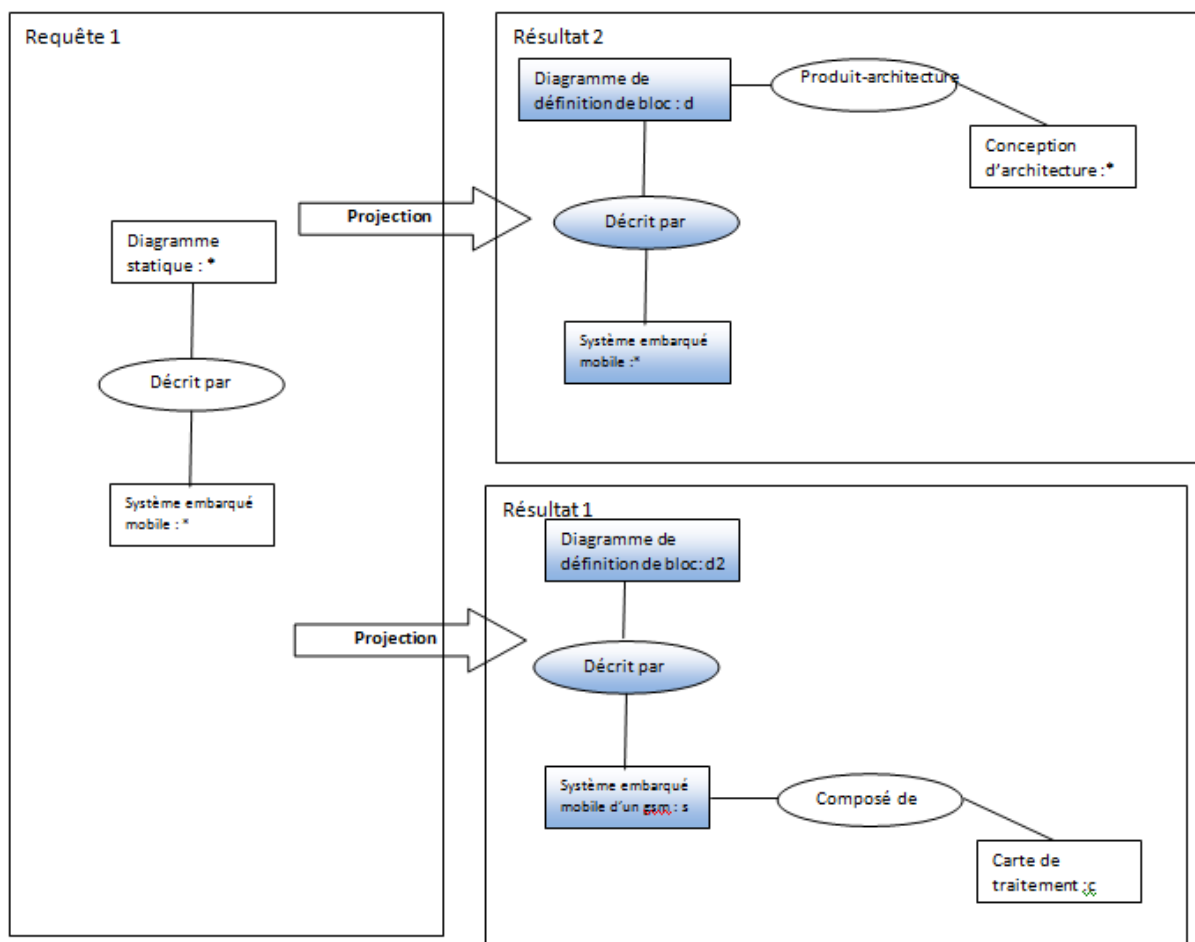 Requête 1
Diagramme
statique : *
Décrit par
Système embarqué
mobile : *
Projection
Projection
Résultat 2
Diagramme de
définition de bloc : d
Produit-architecture
Conception
d'architecture :*
Décrit par
Système embarqué
mobile :*
Résultat 1
Diagramme de
définition de bloc: d2
Décrit par
Système embarqué
mobile d'un gsm : s
Composé de
Carte de
traitement :c